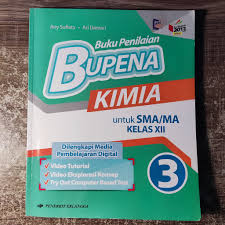 Buku Penilaian
BUPENA
KIMIA
untuk SMA/MA
KELAS XII
Dilengkapi Media
Pembelajaran Digital
Video Tutorial
Video Eksplorasi Konsep
Try Out Computer Based Test
3
PENERBIT ERLANGGA